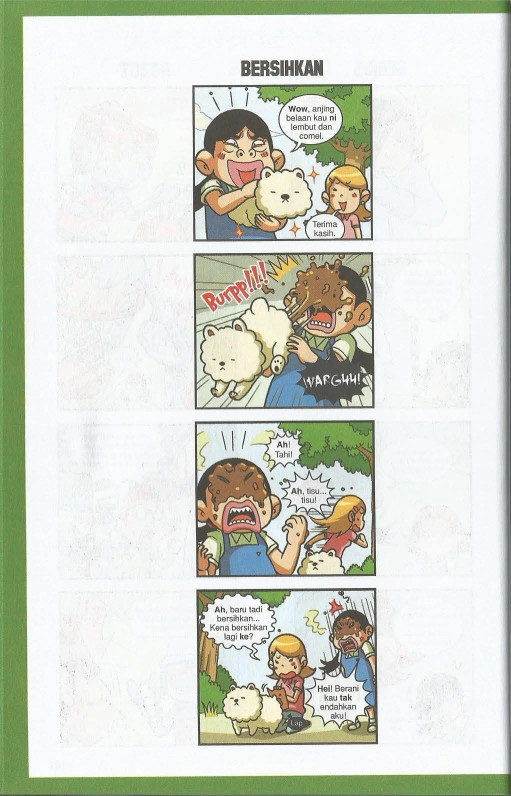 BERSIHKAN
Wow, anjing
belaan kau ni
lembut dan
comel.
Terima
kasih.
Burpp!!!
WARGHH!
Ah!
Tahi!
Ah, tisu...
tisu!
Ah, baru tadi
bersihkan...
Kena bersihkan
lagi ke?
Hei! Berani
kau tak
endahkan
aku!
Lap